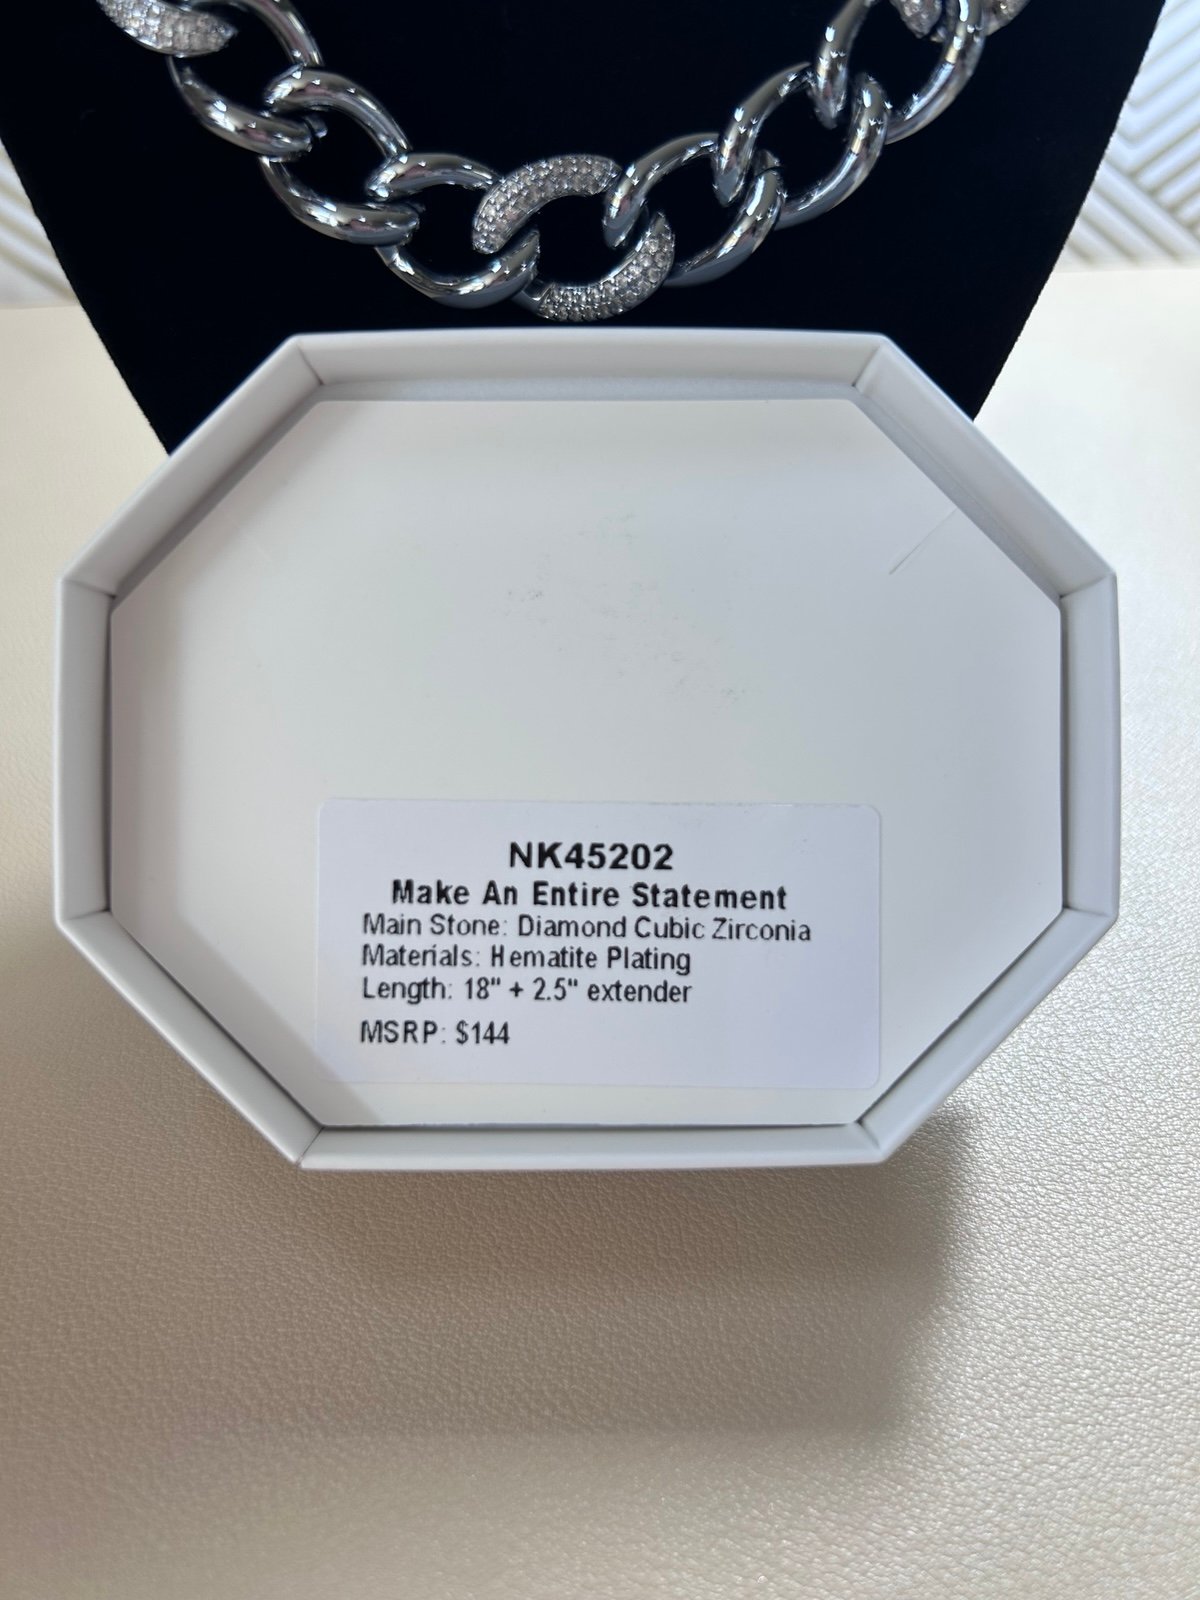 NK45202
Make An Entire Statement
Main Stone: Diamond Cubic Zirconia
Materials: Hematite Plating
Length: 18" + 2.5" extender
MSRP: $144